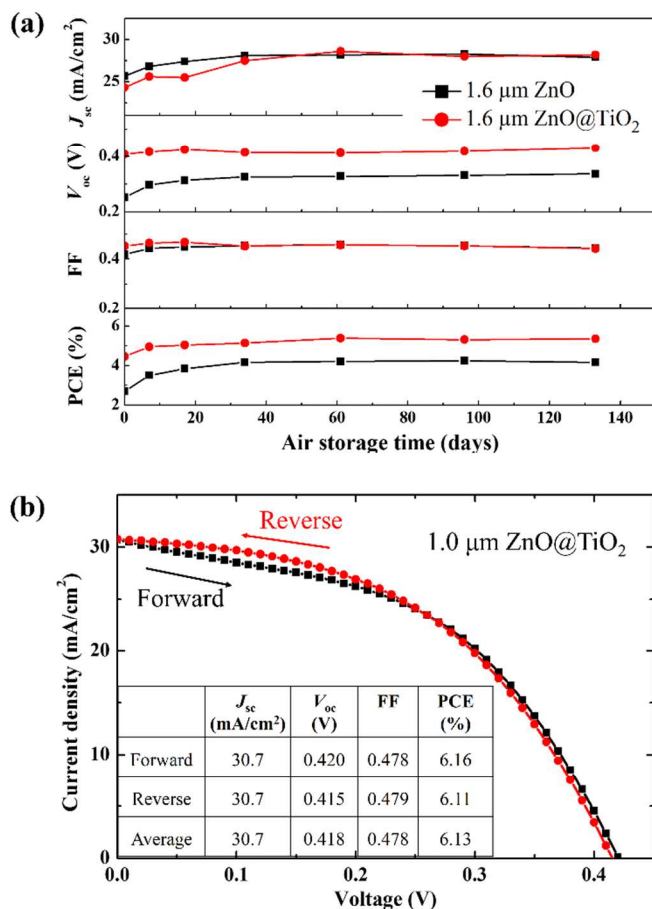 (a)
J_sc (mA/cm²)
30
25
1.6 μm ZnO
1.6 μm ZnO@TiO₂
V_oc (V)
0.4
0.2
FF
0.4
0.2
PCE (%)
6
4
2
0 20 40 60 80 100 120 140
Air storage time (days)
(b)
Current density (mA/cm²)
30
20
10
0
Reverse
1.0 μm ZnO@TiO₂
Forward
J_sc (mA/cm²) V_oc (V) FF PCE (%)
Forward 30.7 0.420 0.478 6.16
Reverse 30.7 0.415 0.479 6.11
Average 30.7 0.418 0.478 6.13
0.0 0.1 0.2 0.3 0.4
Voltage (V)